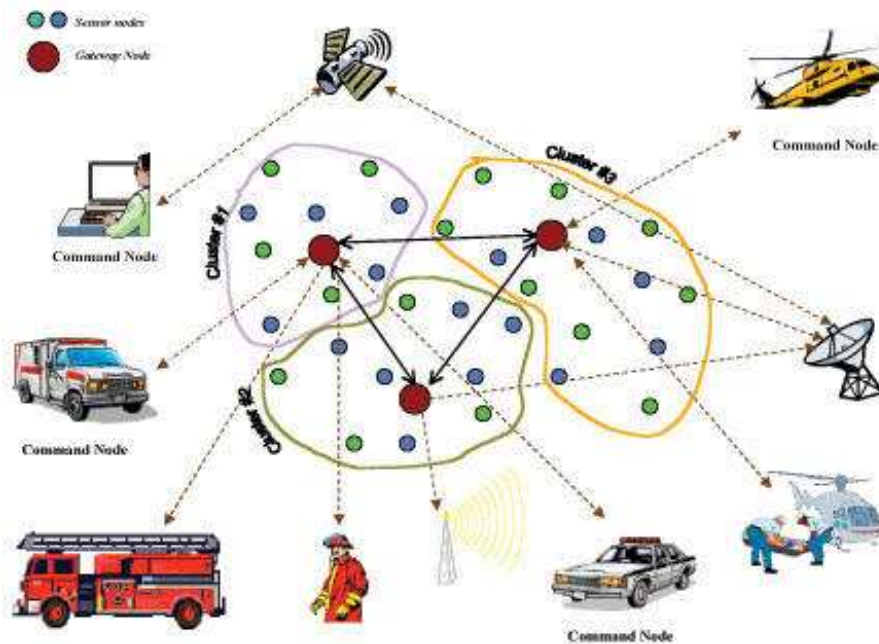 Sensor nodes
Gateway Node
Command Node
Cluster #3
Cluster #1
Command Node
Command Node
Cluster #2
Command Node